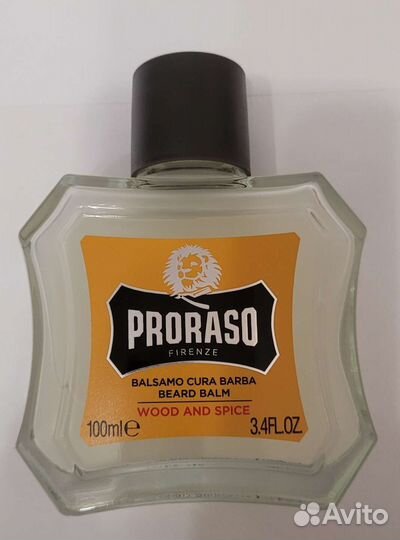 PRORASO
FIRENZE
BALSAMO CURA BARBA
BEARD BALM
WOOD AND SPICE
100ml℮ 3.4FL.OZ.
Avito